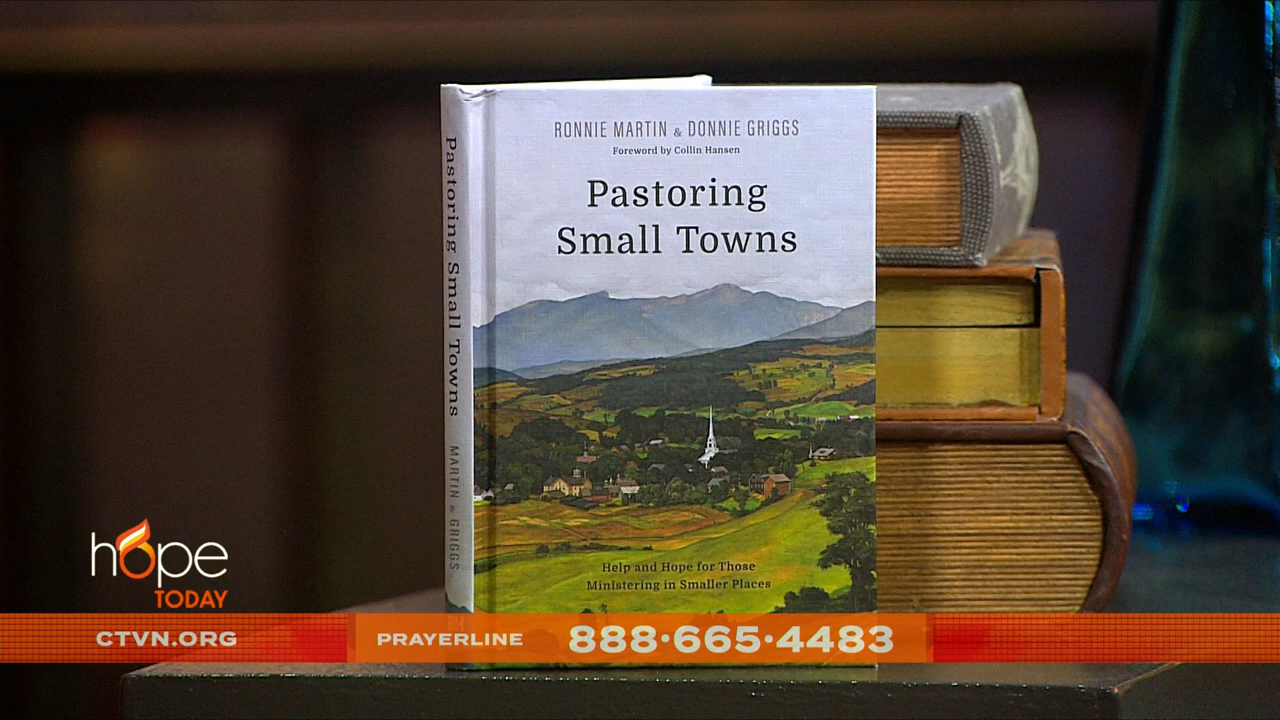 RONNIE MARTIN & DONNIE GRIGGS
Foreword by Collin Hansen
Pastoring
Small Towns
Help and Hope for Those
Ministering in Smaller Places
Pastoring Small Towns MARTIN & GRIGGS
hope
TODAY
CTVN.ORG
PRAYERLINE
888·665·4483